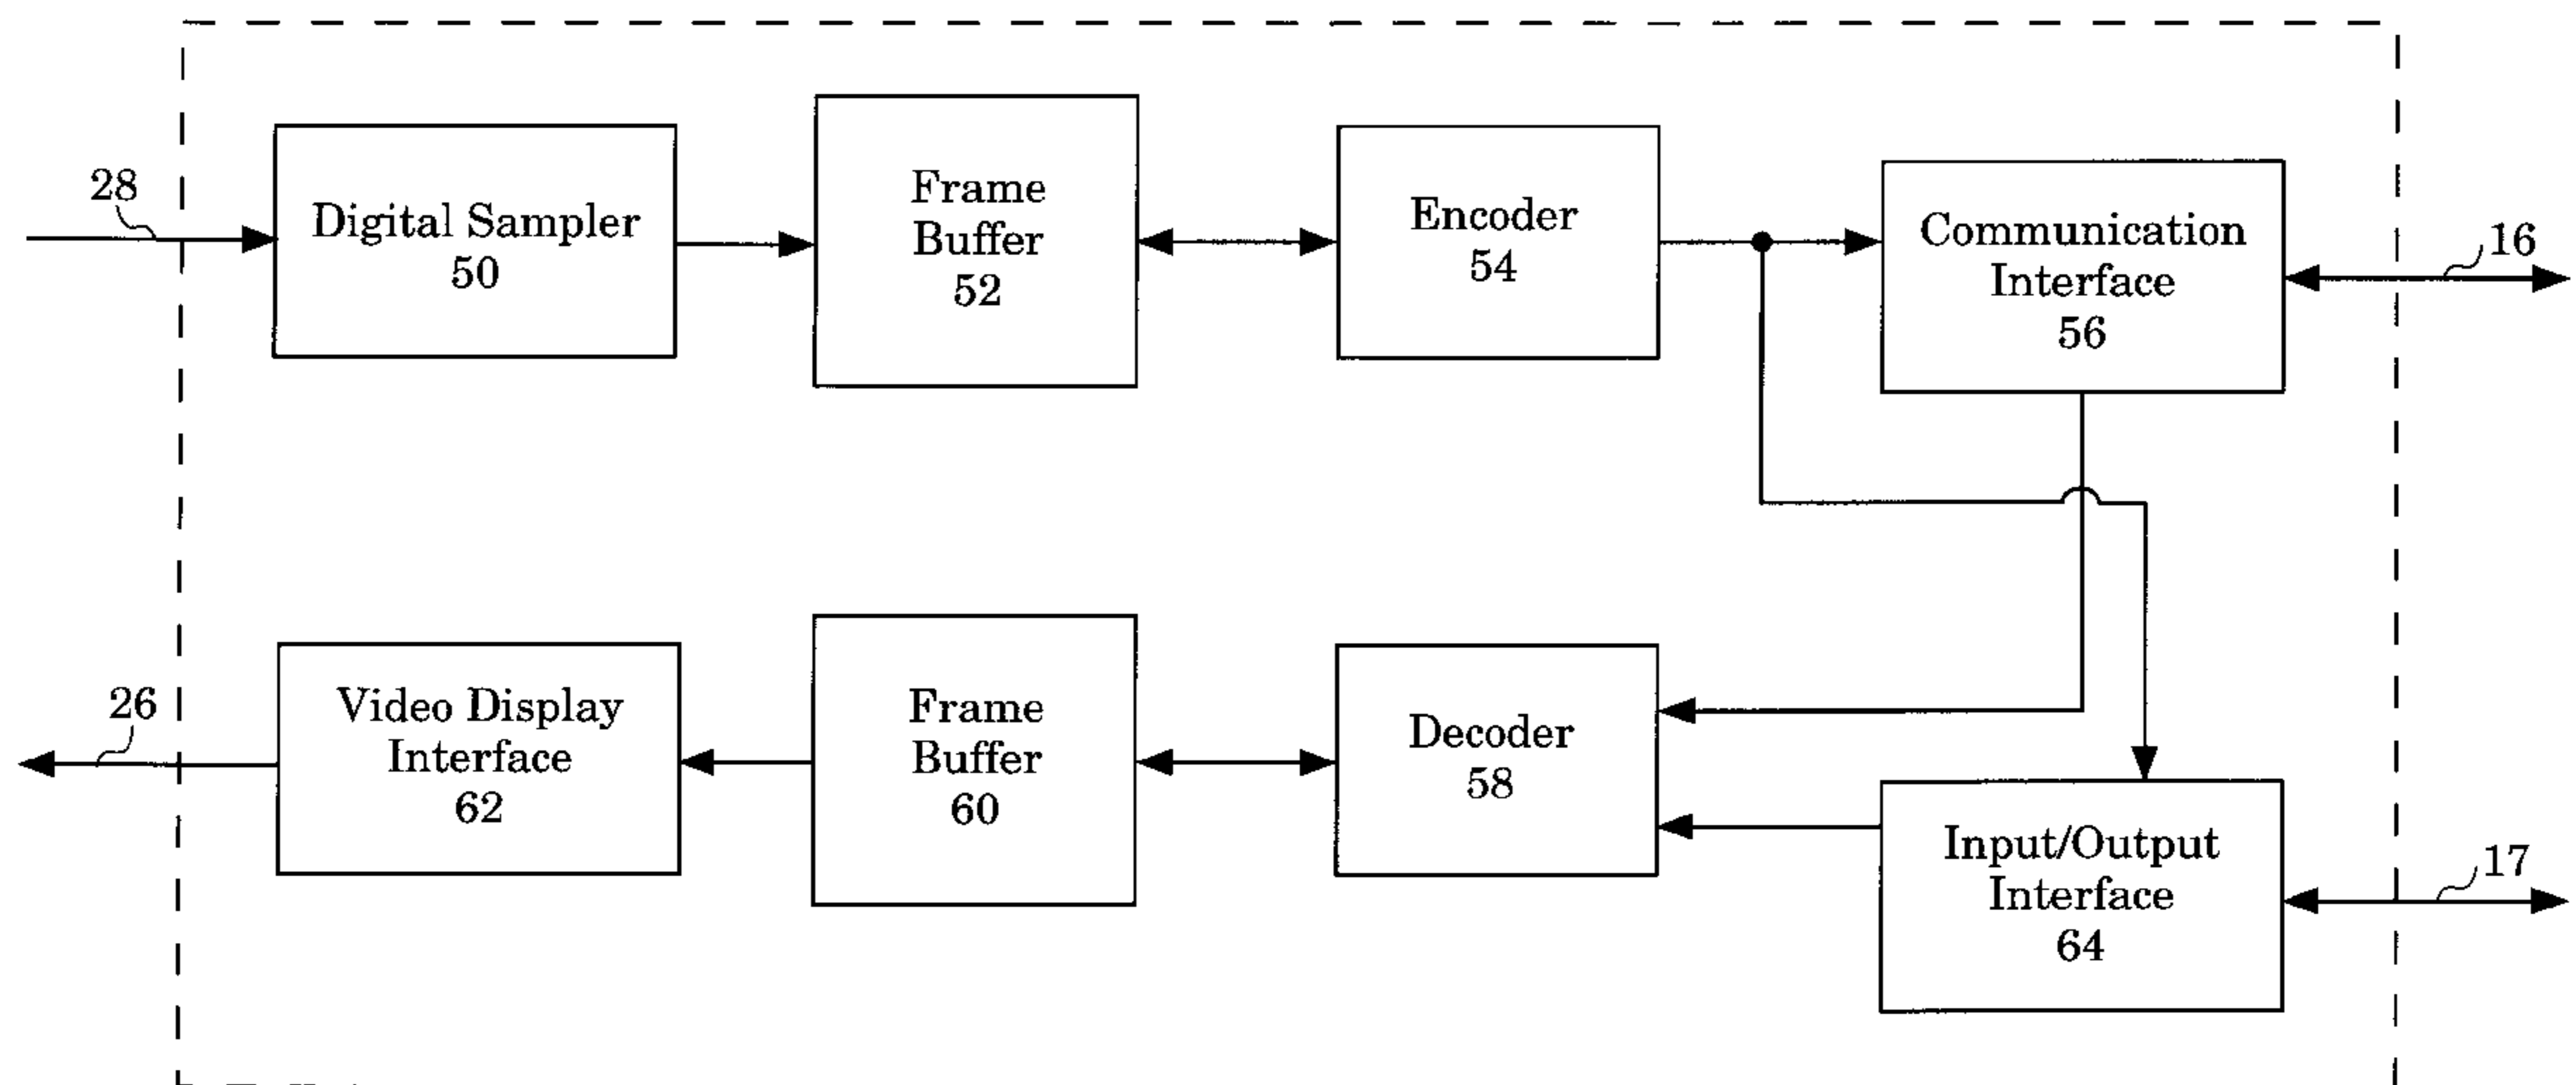 28
Digital Sampler
50
Frame
Buffer
52
Encoder
54
Communication
Interface
56
16
26
Video Display
Interface
62
Frame
Buffer
60
Decoder
58
Input/Output
Interface
64
17